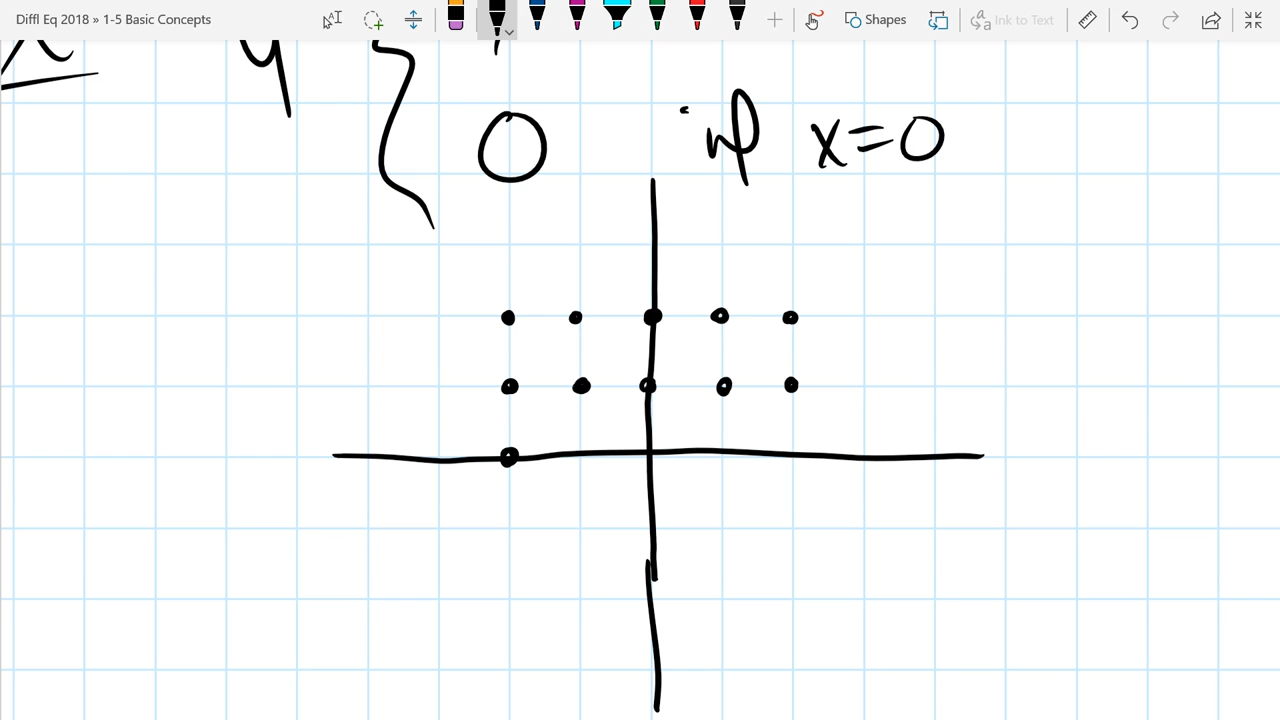 Diffl Eq 2018 » 1-5 Basic Concepts
Shapes
Ink to Text
y {
0 if x=0